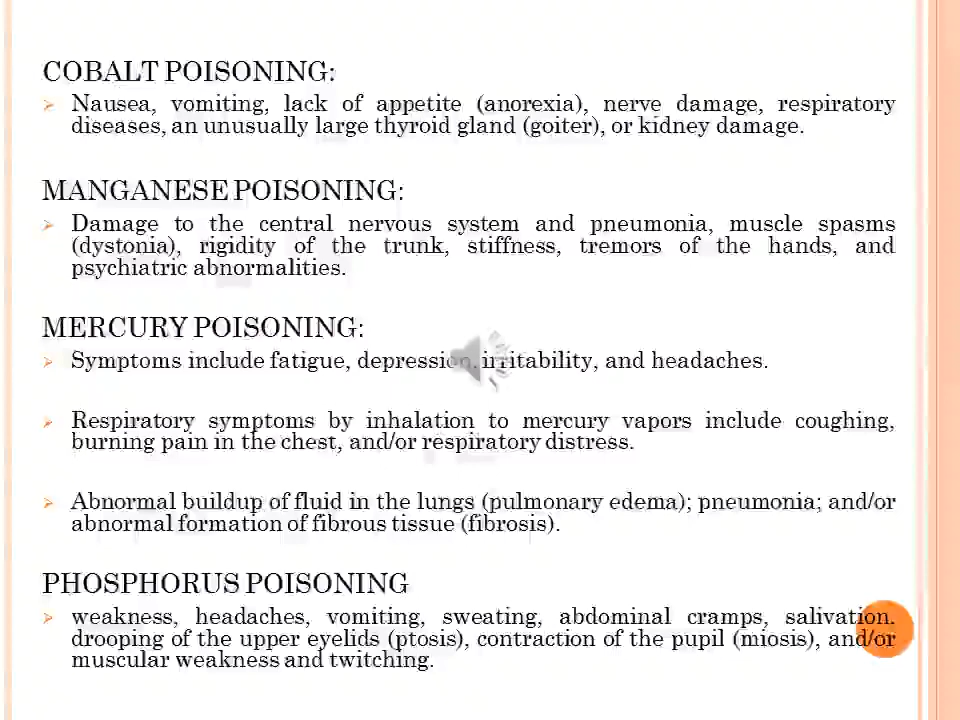 COBALT POISONING:
Nausea, vomiting, lack of appetite (anorexia), nerve damage, respiratory
diseases, an unusually large thyroid gland (goiter), or kidney damage.
MANGANESE POISONING:
Damage to the central nervous system and pneumonia, muscle spasms
(dystonia), rigidity of the trunk, stiffness, tremors of the hands, and
psychiatric abnormalities.
MERCURY POISONING:
Symptoms include fatigue, depression, irritability, and headaches.
Respiratory symptoms by inhalation to mercury vapors include coughing,
burning pain in the chest, and/or respiratory distress.
Abnormal buildup of fluid in the lungs (pulmonary edema); pneumonia; and/or
abnormal formation of fibrous tissue (fibrosis).
PHOSPHORUS POISONING
weakness, headaches, vomiting, sweating, abdominal cramps, salivation,
drooping of the upper eyelids (ptosis), contraction of the pupil (miosis), and/or
muscular weakness and twitching.